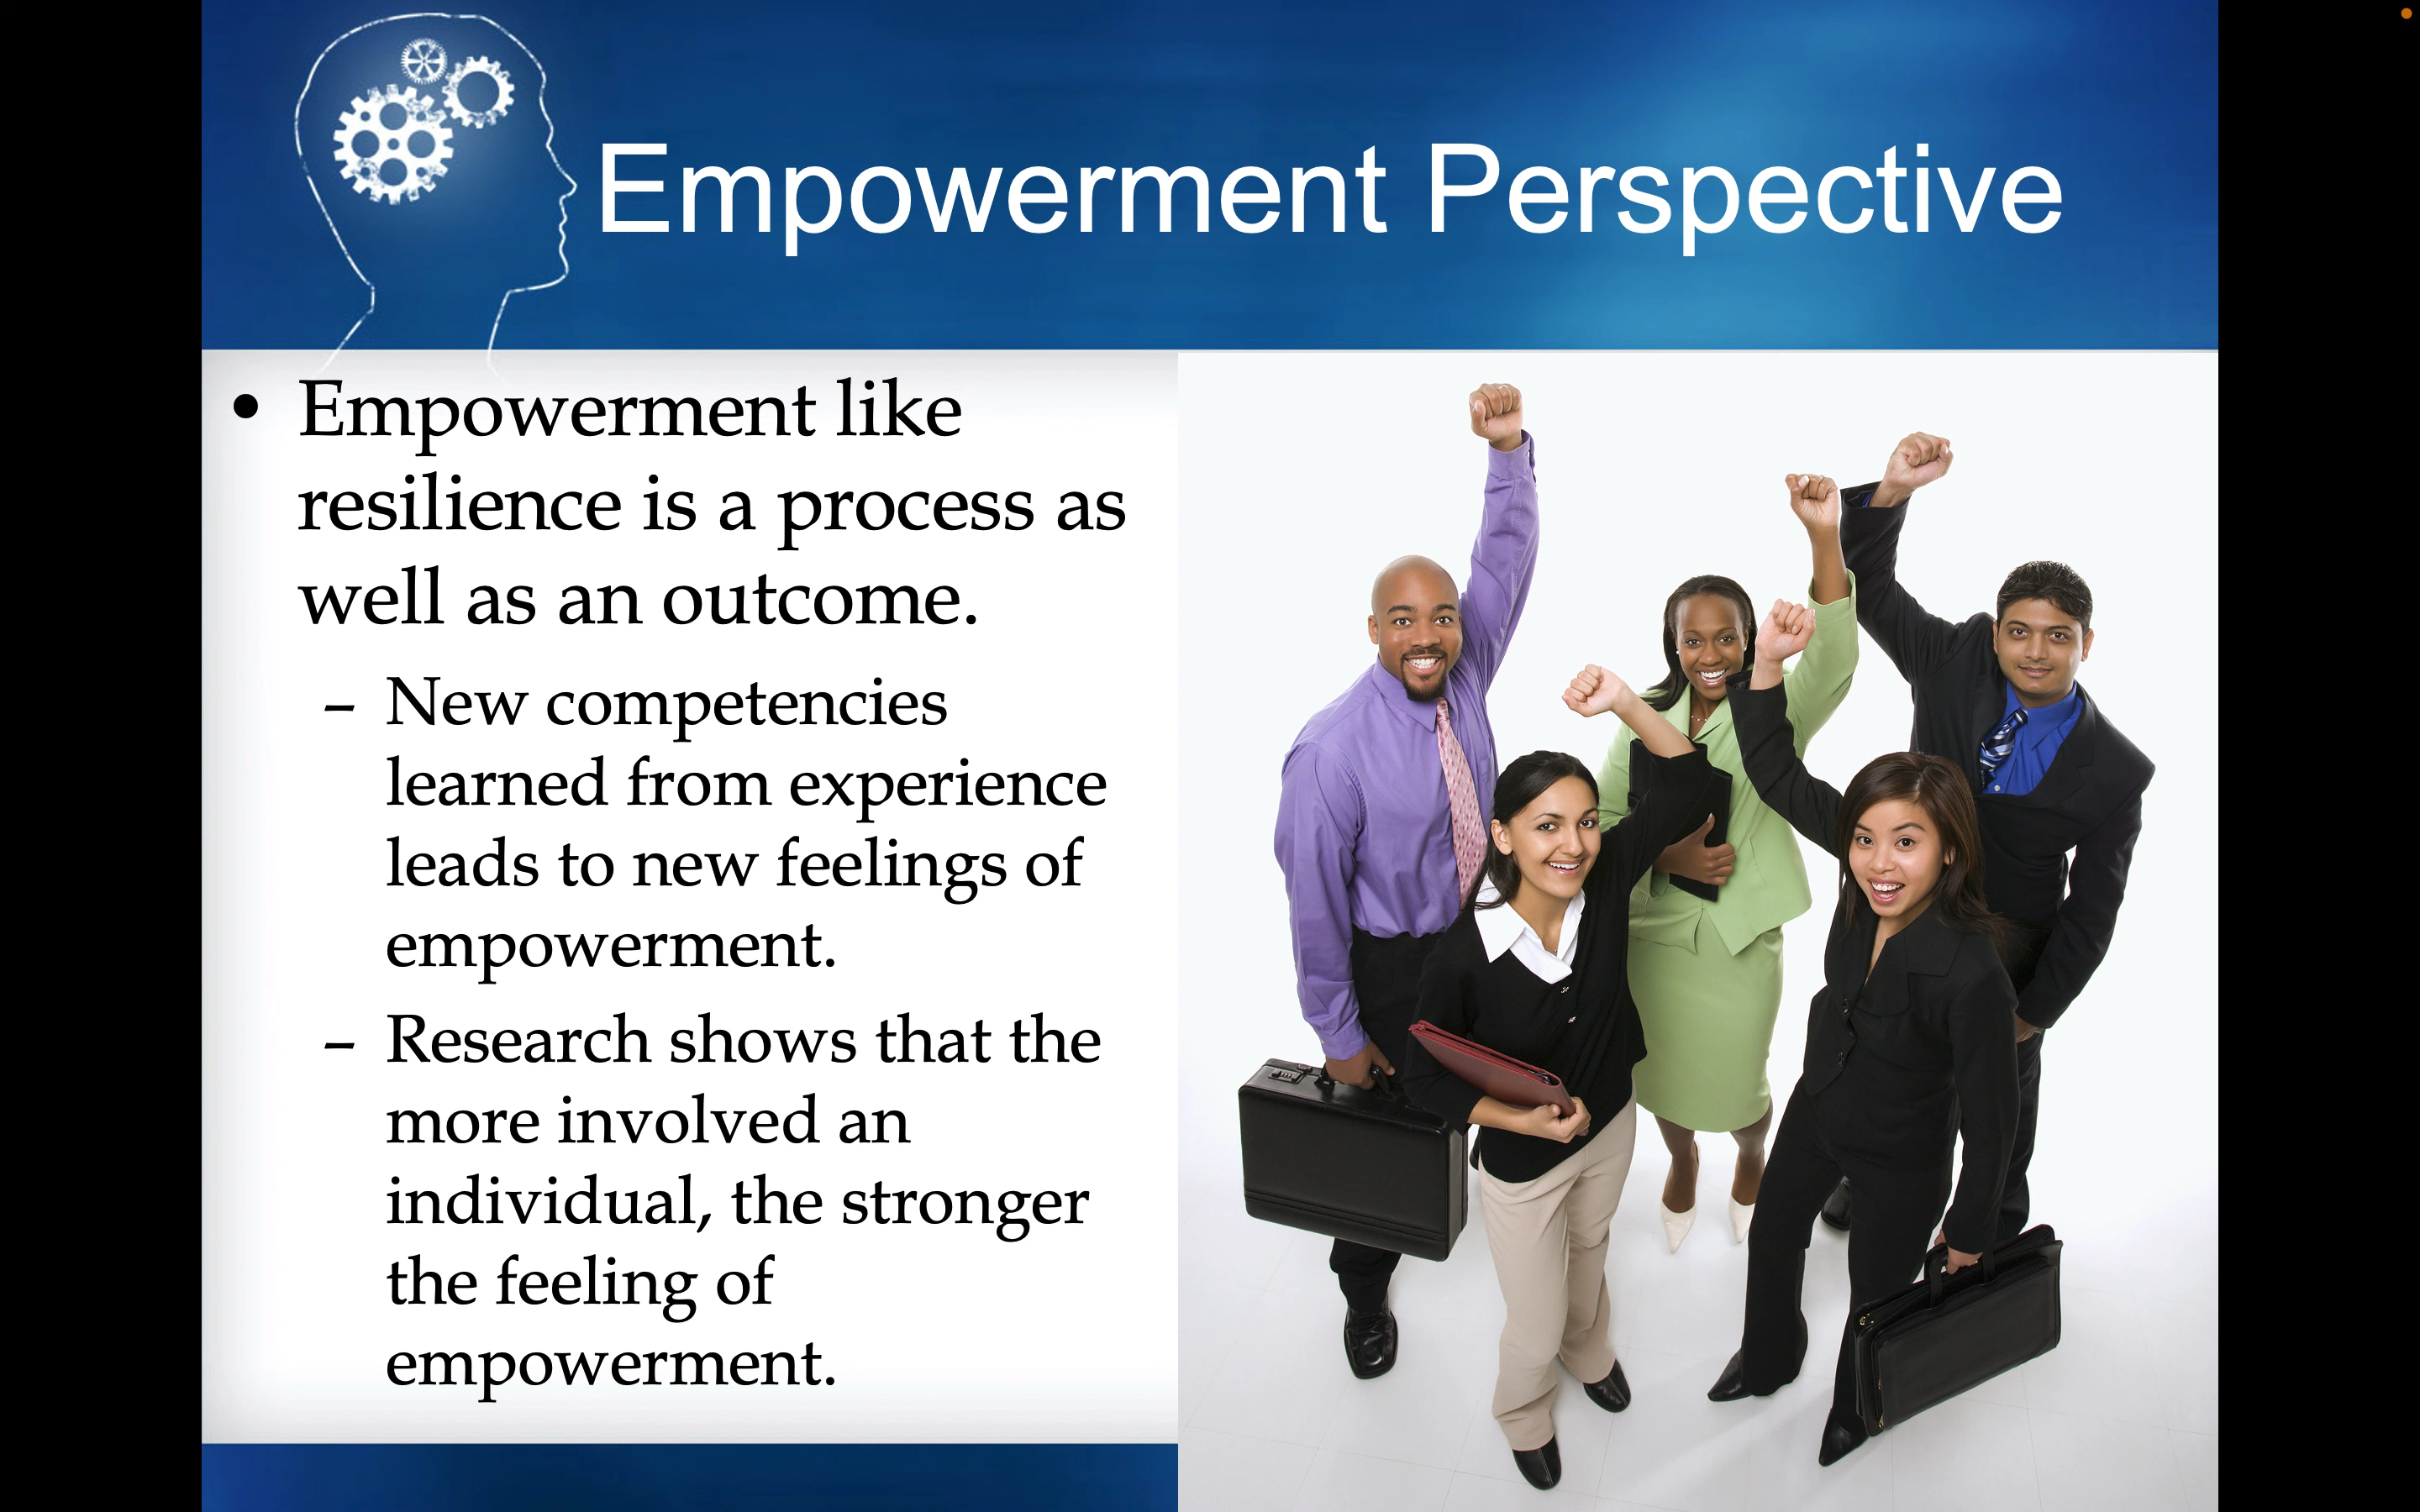 Empowerment Perspective
• Empowerment like
resilience is a process as
well as an outcome.
– New competencies
learned from experience
leads to new feelings of
empowerment.
– Research shows that the
more involved an
individual, the stronger
the feeling of
empowerment.